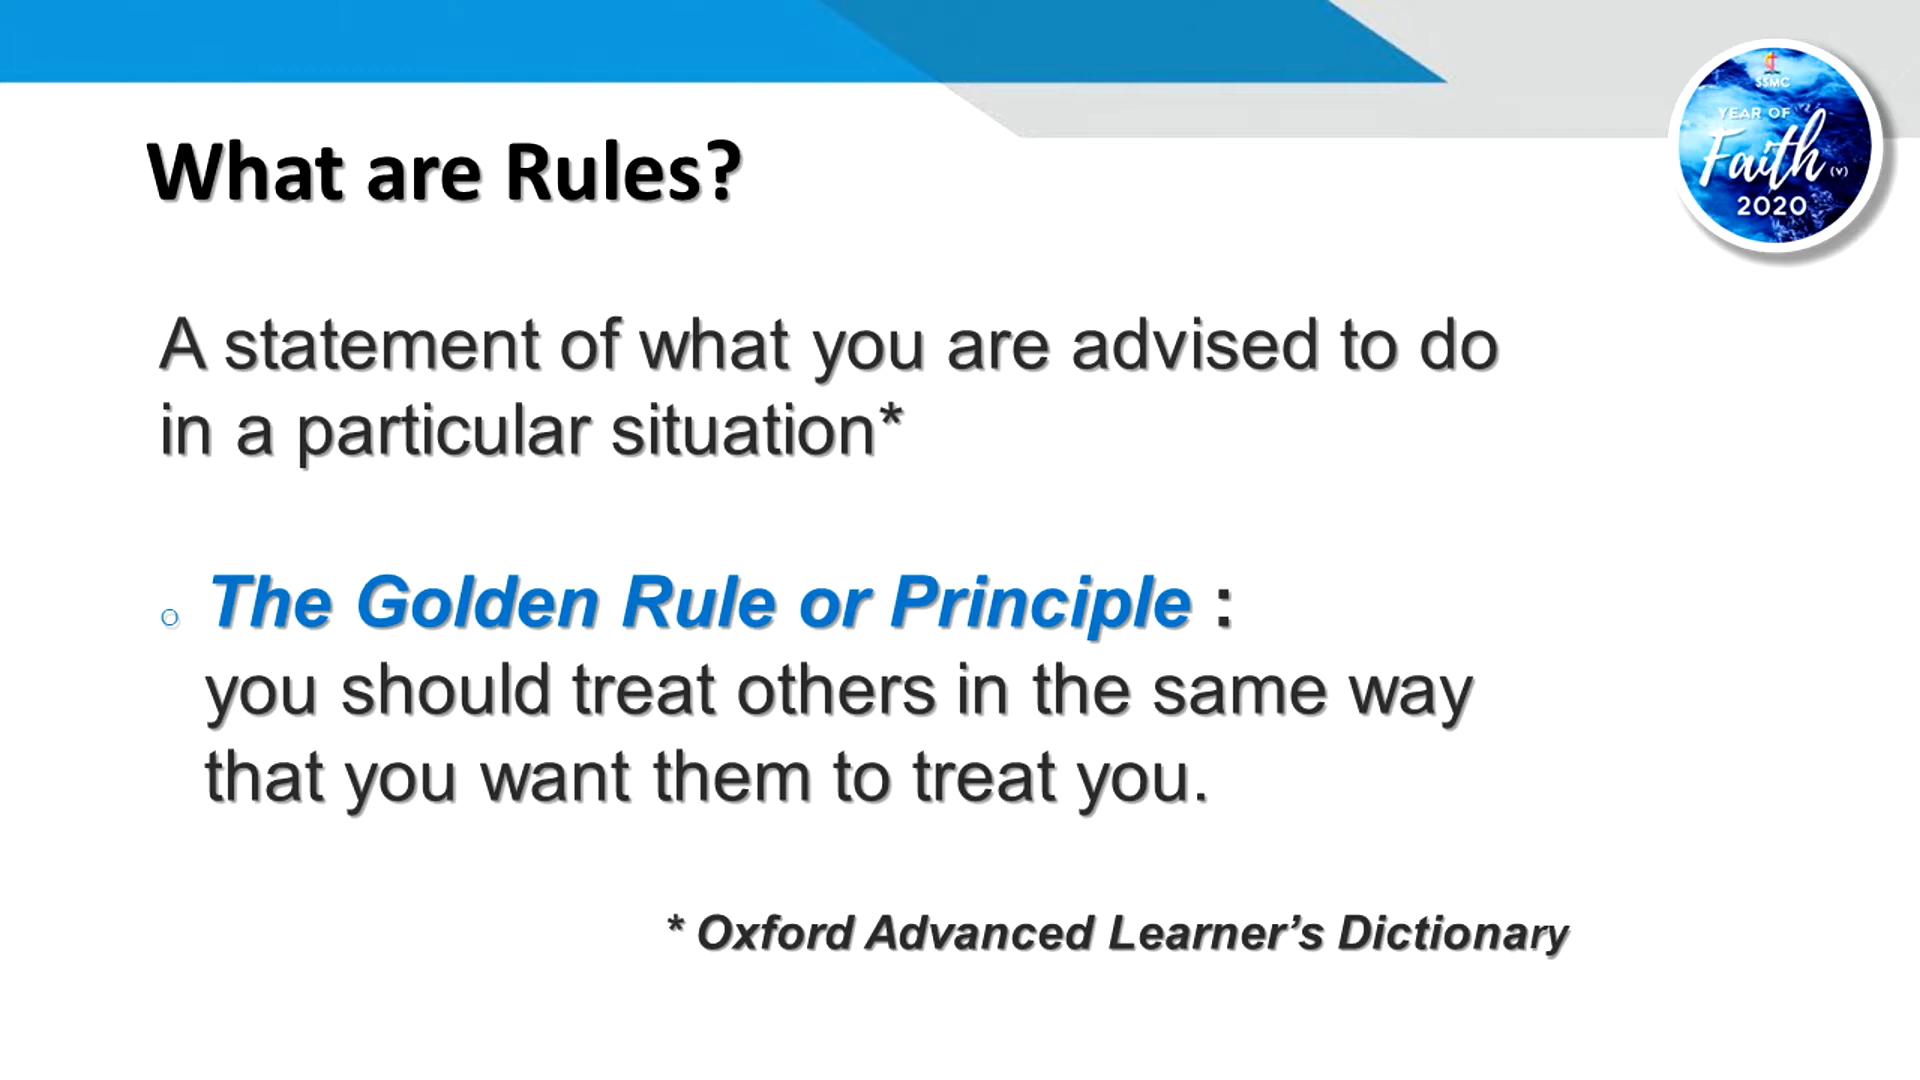 SSMC
YEAR OF
Faith (v)
2020
What are Rules?
A statement of what you are advised to do
in a particular situation*
o The Golden Rule or Principle :
you should treat others in the same way
that you want them to treat you.
* Oxford Advanced Learner’s Dictionary